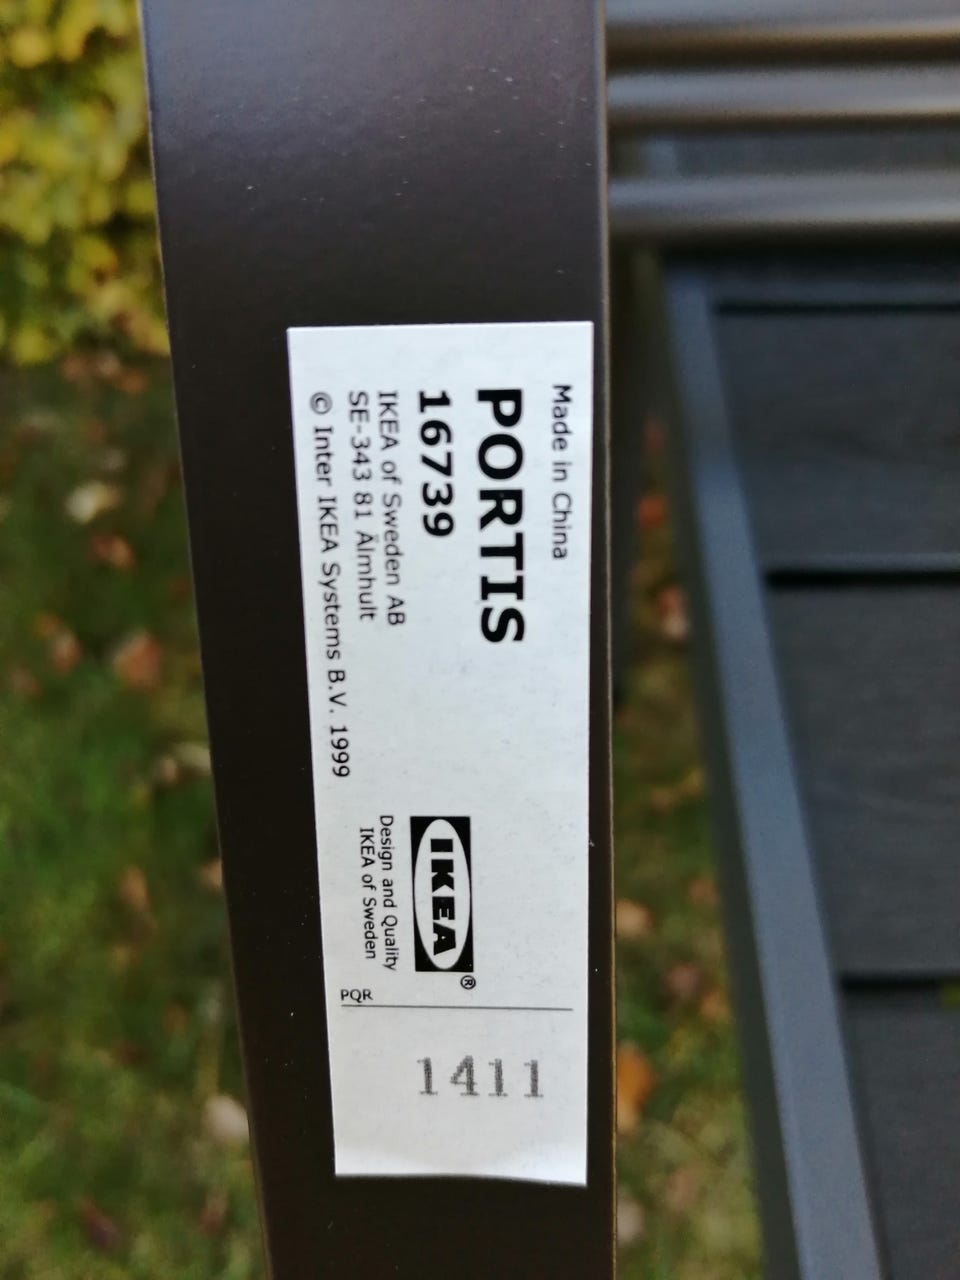 Made in China
PORTIS
16739
IKEA of Sweden AB
SE-343 81 Älmhult
© Inter IKEA Systems B.V. 1999
IKEA®
Design and Quality
IKEA of Sweden
PQR
1411